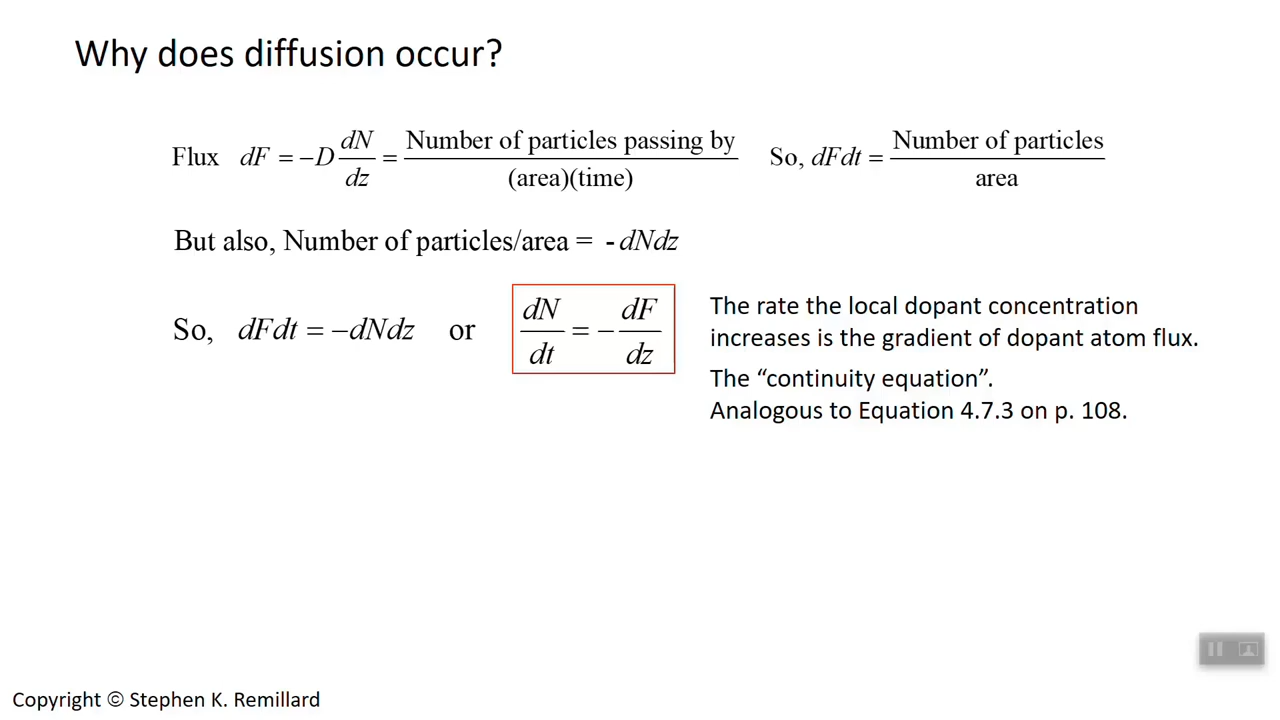 Why does diffusion occur?
Flux dF = −D dN/dz = Number of particles passing by/(area)(time) So, dFdt = Number of particles/area
But also, Number of particles/area = -dNdz
So, dFdt = −dNdz or dN/dt = − dF/dz
The rate the local dopant concentration
increases is the gradient of dopant atom flux.
The “continuity equation”.
Analogous to Equation 4.7.3 on p. 108.
Copyright © Stephen K. Remillard